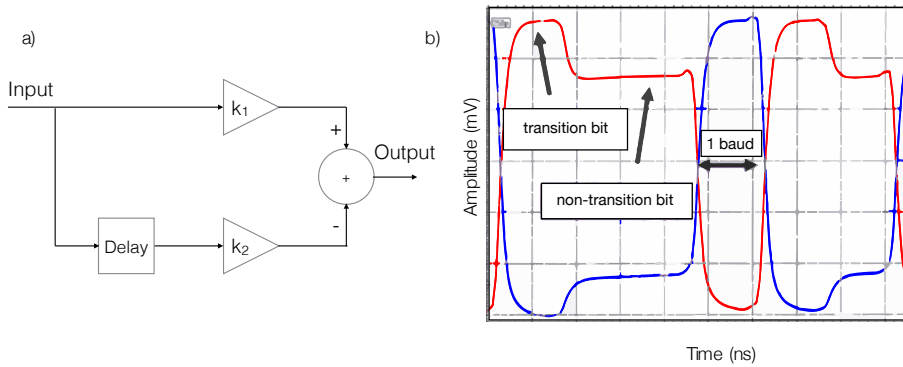 a)
Input
k1
+
Output
+
-
Delay
k2
b)
Amplitude (mV)
transition bit
1 baud
non-transition bit
Time (ns)